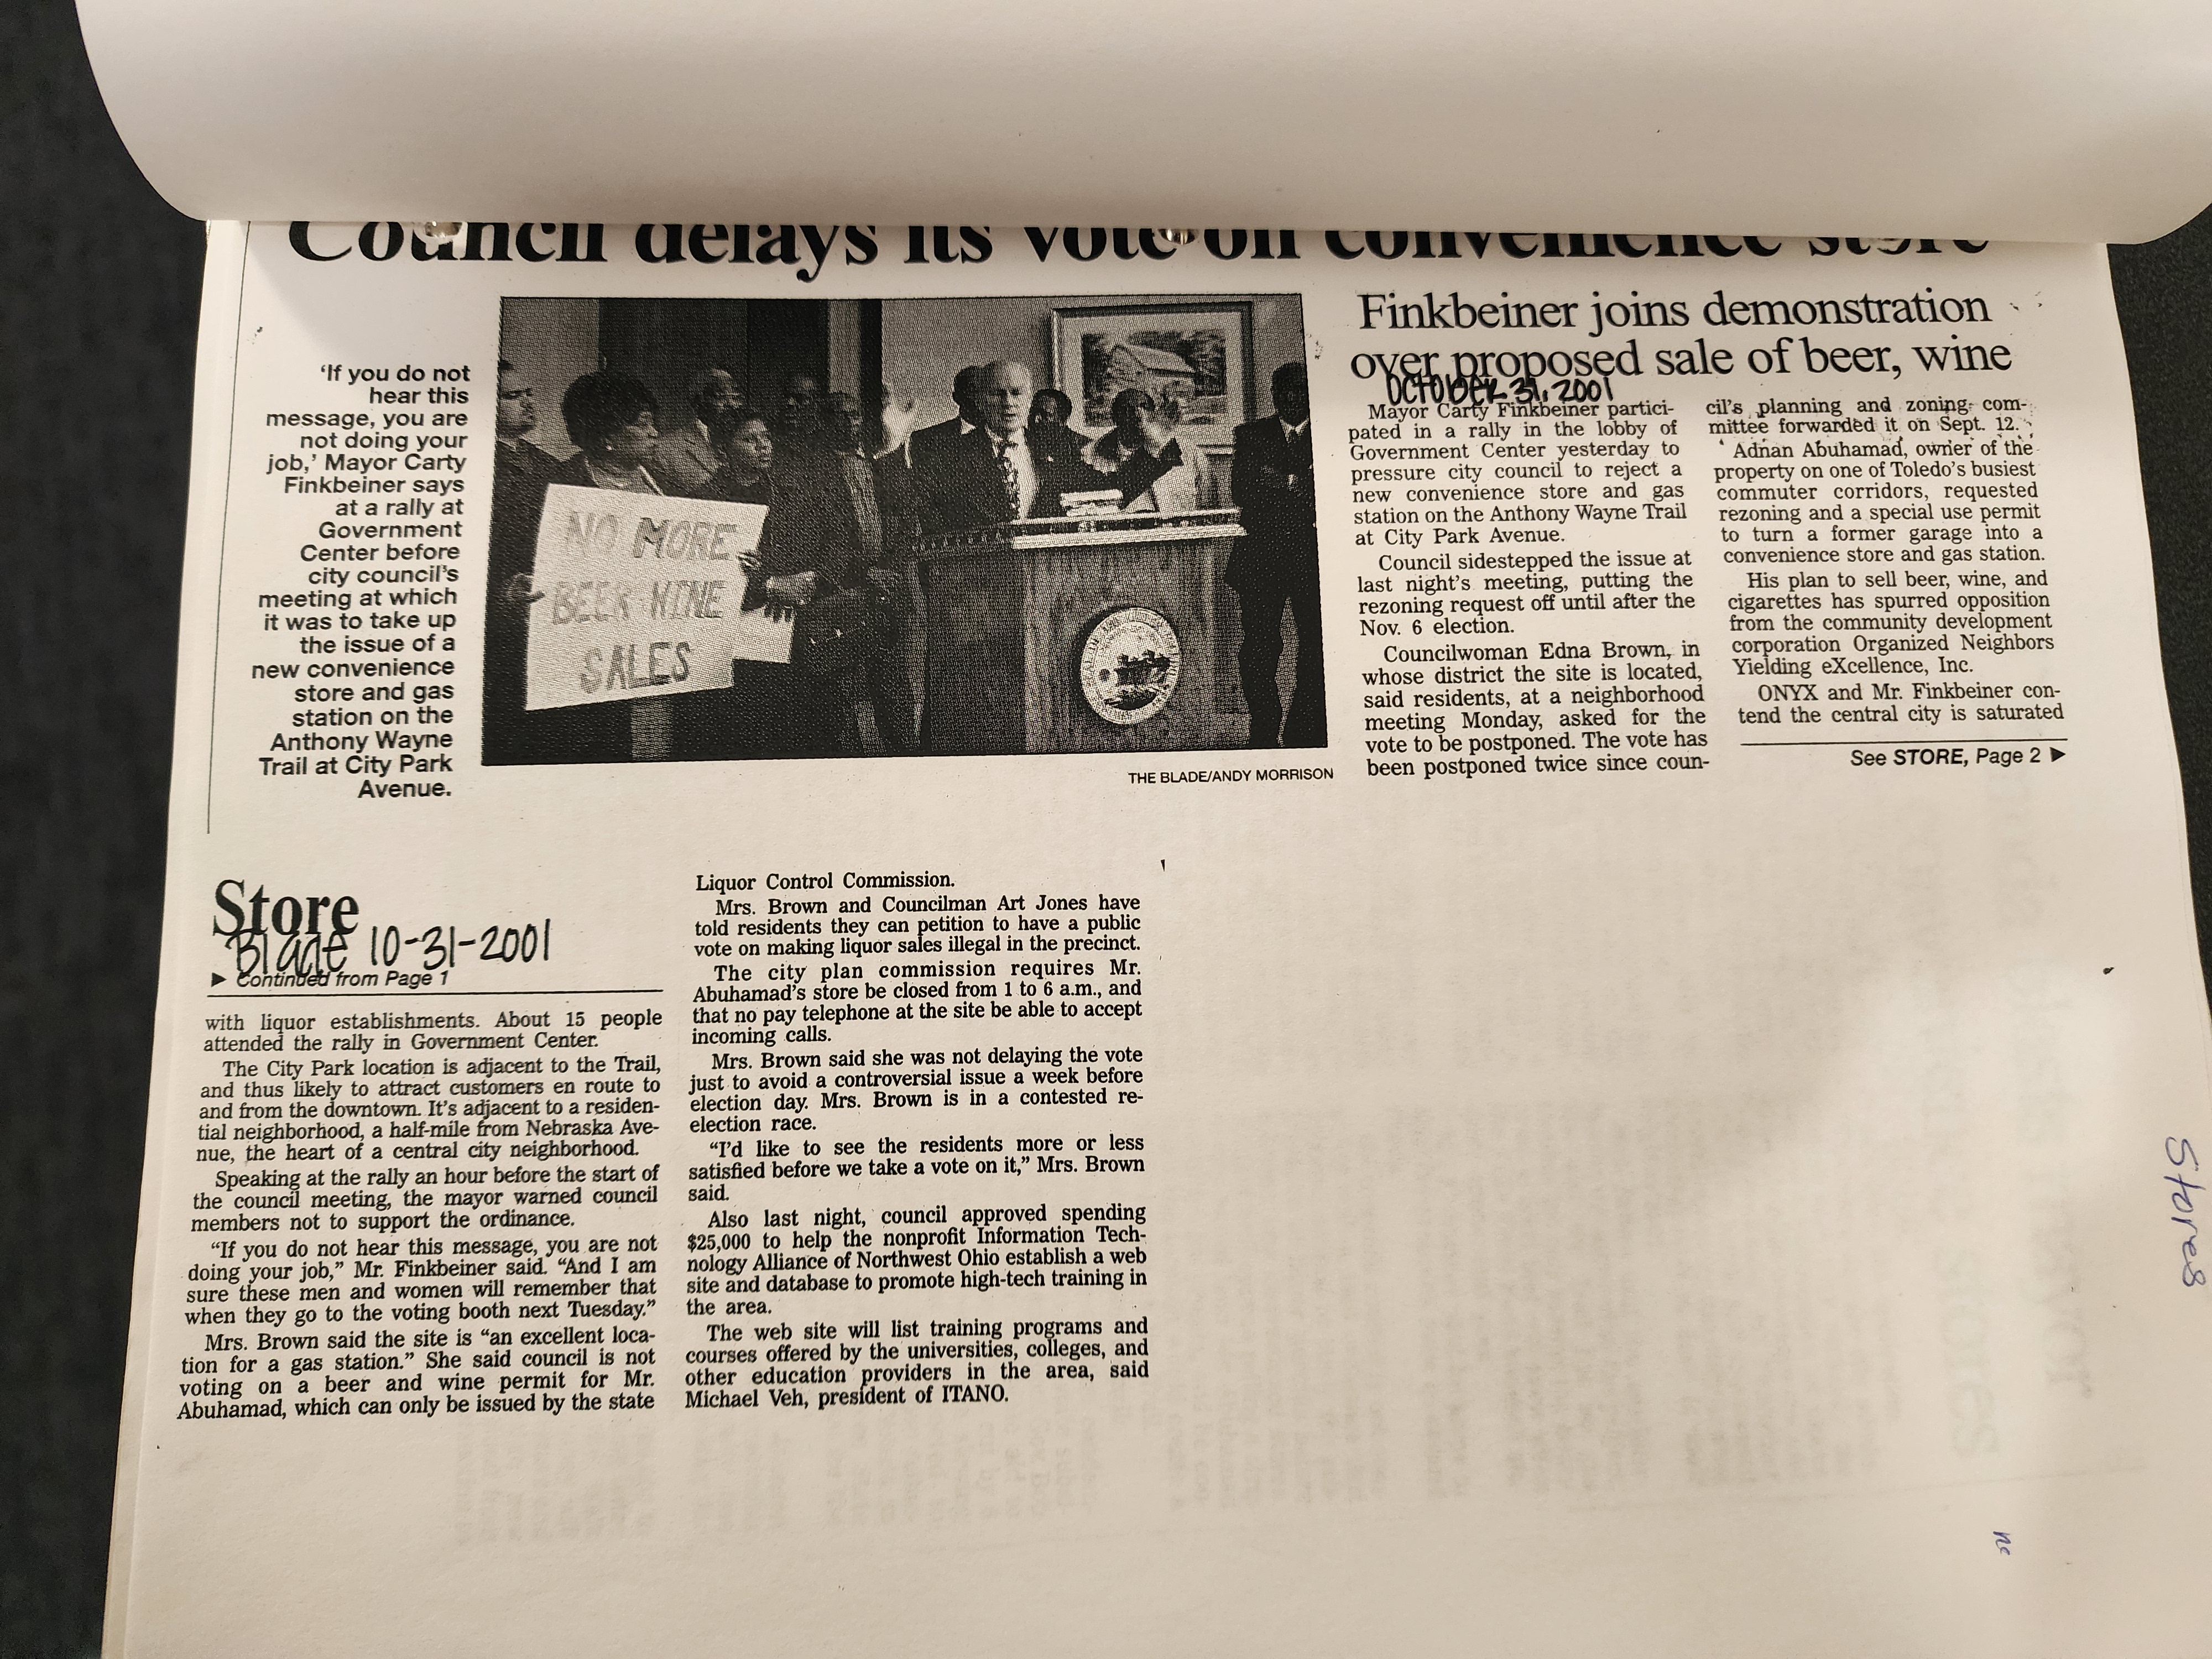 Council delays its vote on convenience store
Finkbeiner joins demonstration
over proposed sale of beer, wine
OCTOBER 31, 2001
'If you do not
hear this
message, you are
not doing your
job,' Mayor Carty
Finkbeiner says
at a rally at
Government
Center before
city council's
meeting at which
it was to take up
the issue of a
new convenience
store and gas
station on the
Anthony Wayne
Trail at City Park
Avenue.
NO MORE
BEER WINE
SALES
THE BLADE/ANDY MORRISON
Mayor Carty Finkbeiner partici-
pated in a rally in the lobby of
Government Center yesterday to
pressure city council to reject a
new convenience store and gas
station on the Anthony Wayne Trail
at City Park Avenue.
Council sidestepped the issue at
last night's meeting, putting the
rezoning request off until after the
Nov. 6 election.
Councilwoman Edna Brown, in
whose district the site is located,
said residents, at a neighborhood
meeting Monday, asked for the
vote to be postponed. The vote has
been postponed twice since coun-
cil's planning and zoning com-
mittee forwarded it on Sept. 12.
Adnan Abuhamad, owner of the
property on one of Toledo's busiest
commuter corridors, requested
rezoning and a special use permit
to turn a former garage into a
convenience store and gas station.
His plan to sell beer, wine, and
cigarettes has spurred opposition
from the community development
corporation Organized Neighbors
Yielding eXcellence, Inc.
ONYX and Mr. Finkbeiner con-
tend the central city is saturated
See STORE, Page 2 ►
Store
Blade 10-31-2001
► Continued from Page 1
with liquor establishments. About 15 people
attended the rally in Government Center.
The City Park location is adjacent to the Trail,
and thus likely to attract customers en route to
and from the downtown. It's adjacent to a residen-
tial neighborhood, a half-mile from Nebraska Ave-
nue, the heart of a central city neighborhood.
Speaking at the rally an hour before the start of
the council meeting, the mayor warned council
members not to support the ordinance.
"If you do not hear this message, you are not
doing your job," Mr. Finkbeiner said. "And I am
sure these men and women will remember that
when they go to the voting booth next Tuesday."
Mrs. Brown said the site is "an excellent loca-
tion for a gas station." She said council is not
voting on a beer and wine permit for Mr.
Abuhamad, which can only be issued by the state
Liquor Control Commission.
Mrs. Brown and Councilman Art Jones have
told residents they can petition to have a public
vote on making liquor sales illegal in the precinct.
The city plan commission requires Mr.
Abuhamad's store be closed from 1 to 6 a.m., and
that no pay telephone at the site be able to accept
incoming calls.
Mrs. Brown said she was not delaying the vote
just to avoid a controversial issue a week before
election day. Mrs. Brown is in a contested re-
election race.
"I'd like to see the residents more or less
satisfied before we take a vote on it," Mrs. Brown
said.
Also last night, council approved spending
$25,000 to help the nonprofit Information Tech-
nology Alliance of Northwest Ohio establish a web
site and database to promote high-tech training in
the area.
The web site will list training programs and
courses offered by the universities, colleges, and
other education providers in the area, said
Michael Veh, president of ITANO.
Stores